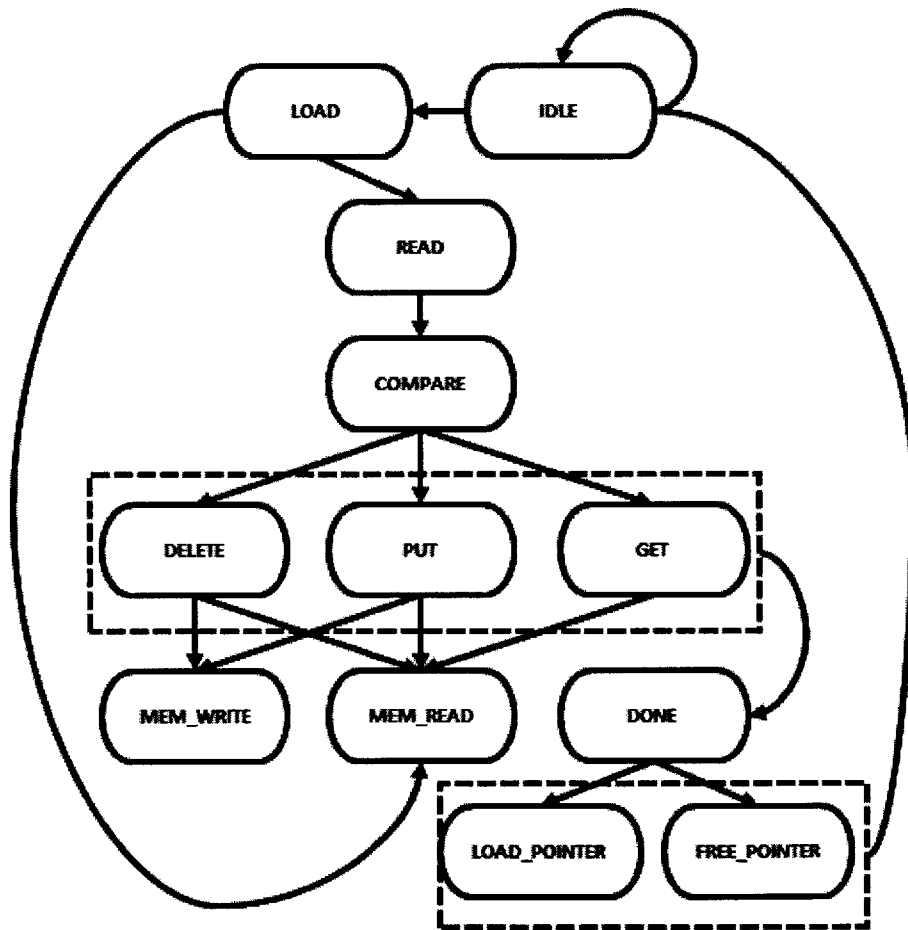 LOAD
IDLE
READ
COMPARE
DELETE
PUT
GET
MEM_WRITE
MEM_READ
DONE
LOAD_POINTER
FREE_POINTER